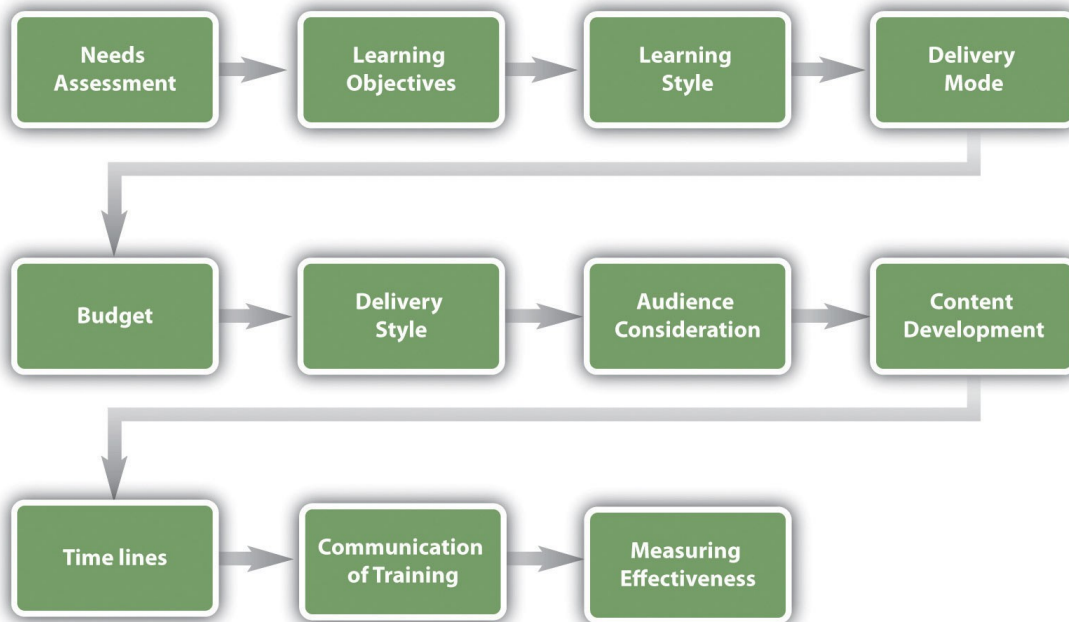 Needs
Assessment
Learning
Objectives
Learning
Style
Delivery
Mode
Budget
Delivery
Style
Audience
Consideration
Content
Development
Time lines
Communication
of Training
Measuring
Effectiveness